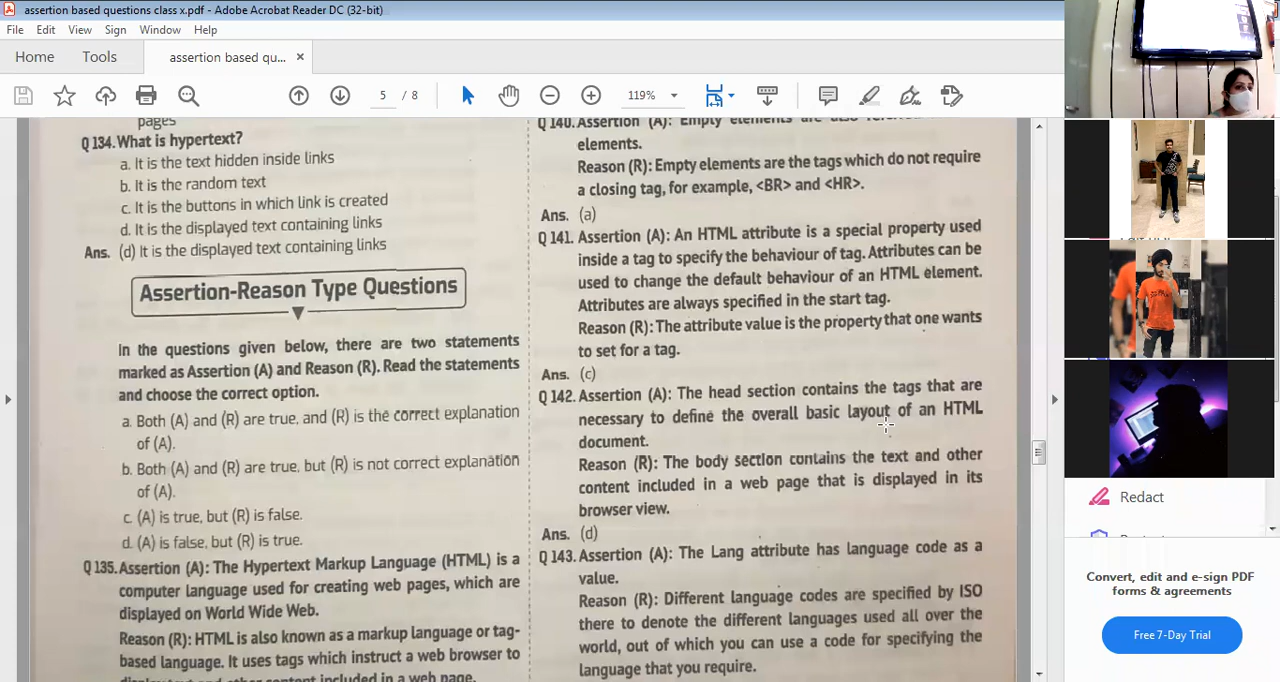 assertion based questions class x.pdf - Adobe Acrobat Reader DC (32-bit)
File Edit View Sign Window Help
Home Tools assertion based qu... ×
5 / 8 119%
pages
Q 134. What is hypertext?
a. It is the text hidden inside links
b. It is the random text
c. It is the buttons in which link is created
d. It is the displayed text containing links
Ans. (d) It is the displayed text containing links
Assertion-Reason Type Questions
In the questions given below, there are two statements
marked as Assertion (A) and Reason (R). Read the statements
and choose the correct option.
a. Both (A) and (R) are true, and (R) is the correct explanation
of (A).
b. Both (A) and (R) are true, but (R) is not correct explanation
of (A).
c. (A) is true, but (R) is false.
d. (A) is false, but (R) is true.
Q 135. Assertion (A): The Hypertext Markup Language (HTML) is a
computer language used for creating web pages, which are
displayed on World Wide Web.
Reason (R): HTML is also known as a markup language or tag-
based language. It uses tags which instruct a web browser to
display text and other content included in a web page.
Q 140. Assertion (A): Empty elements are also
elements.
Reason (R): Empty elements are the tags which do not require
a closing tag, for example, <BR> and <HR>.
Ans. (a)
Q 141. Assertion (A): An HTML attribute is a special property used
inside a tag to specify the behaviour of tag. Attributes can be
used to change the default behaviour of an HTML element.
Attributes are always specified in the start tag.
Reason (R): The attribute value is the property that one wants
to set for a tag.
Ans. (c)
Q 142. Assertion (A): The head section contains the tags that are
necessary to define the overall basic layout of an HTML
document.
Reason (R): The body section contains the text and other
content included in a web page that is displayed in its
browser view.
Ans. (d)
Q 143. Assertion (A): The Lang attribute has language code as a
value.
Reason (R): Different language codes are specified by ISO
there to denote the different languages used all over the
world, out of which you can use a code for specifying the
language that you require.
Redact
Convert, edit and e-sign PDF
forms & agreements
Free 7-Day Trial